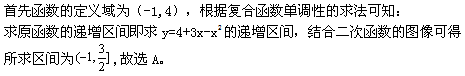 首先函数的定义域为（-1,4），根据复合函数单调性的求法可知：
求原函数的递增区间即求 y=4+3x-x² 的递增区间，结合二次函数的图像可得
所求区间为(-1,3/2],故选 A。